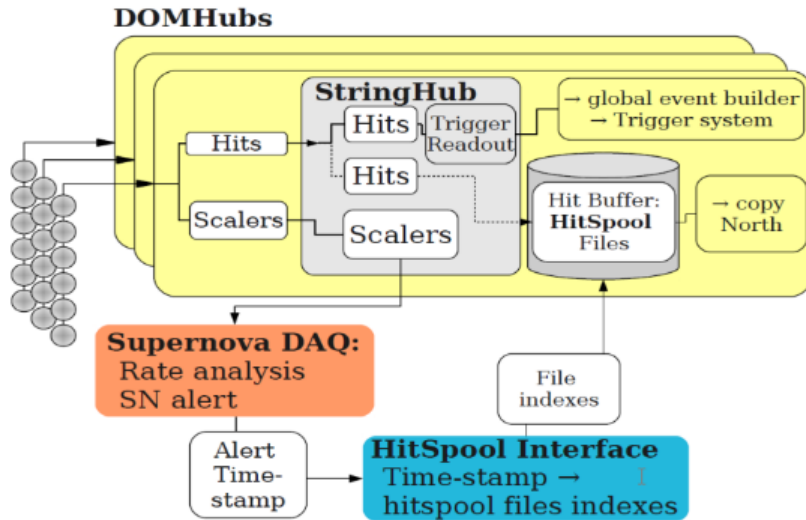 DOMHubs
StringHub
Hits
Hits
Trigger
Readout
→ global event builder
→ Trigger system
Hits
Scalers
Scalers
Hit Buffer:
HitSpool
Files
→ copy
North
Supernova DAQ:
Rate analysis
SN alert
File
indexes
Alert
Time-
stamp
HitSpool Interface
Time-stamp →
hitspool files indexes